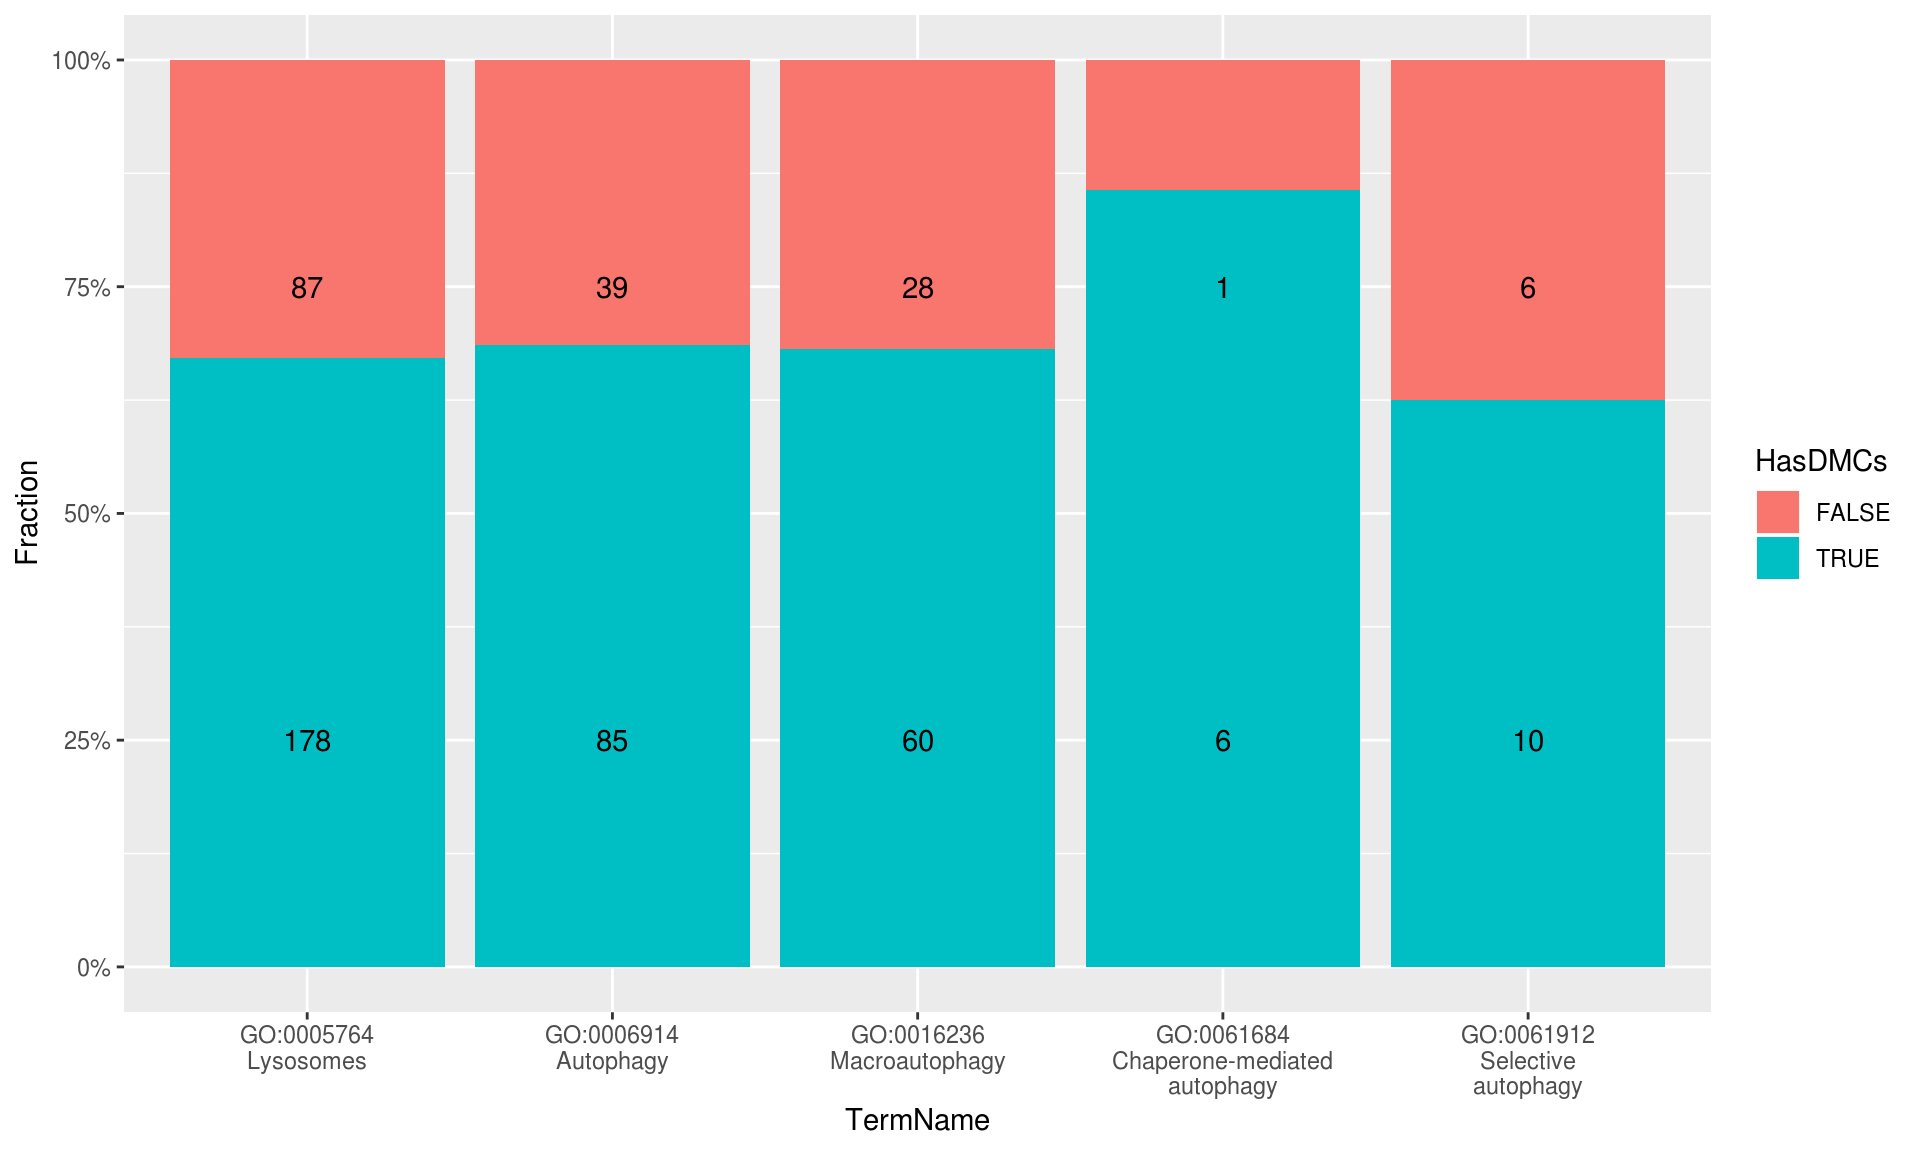 100%
75%
50%
25%
0%
Fraction
87
39
28
1
6
178
85
60
6
10
GO:0005764
Lysosomes
GO:0006914
Autophagy
GO:0016236
Macroautophagy
GO:0061684
Chaperone-mediated
autophagy
GO:0061912
Selective
autophagy
TermName
HasDMCs
FALSE
TRUE